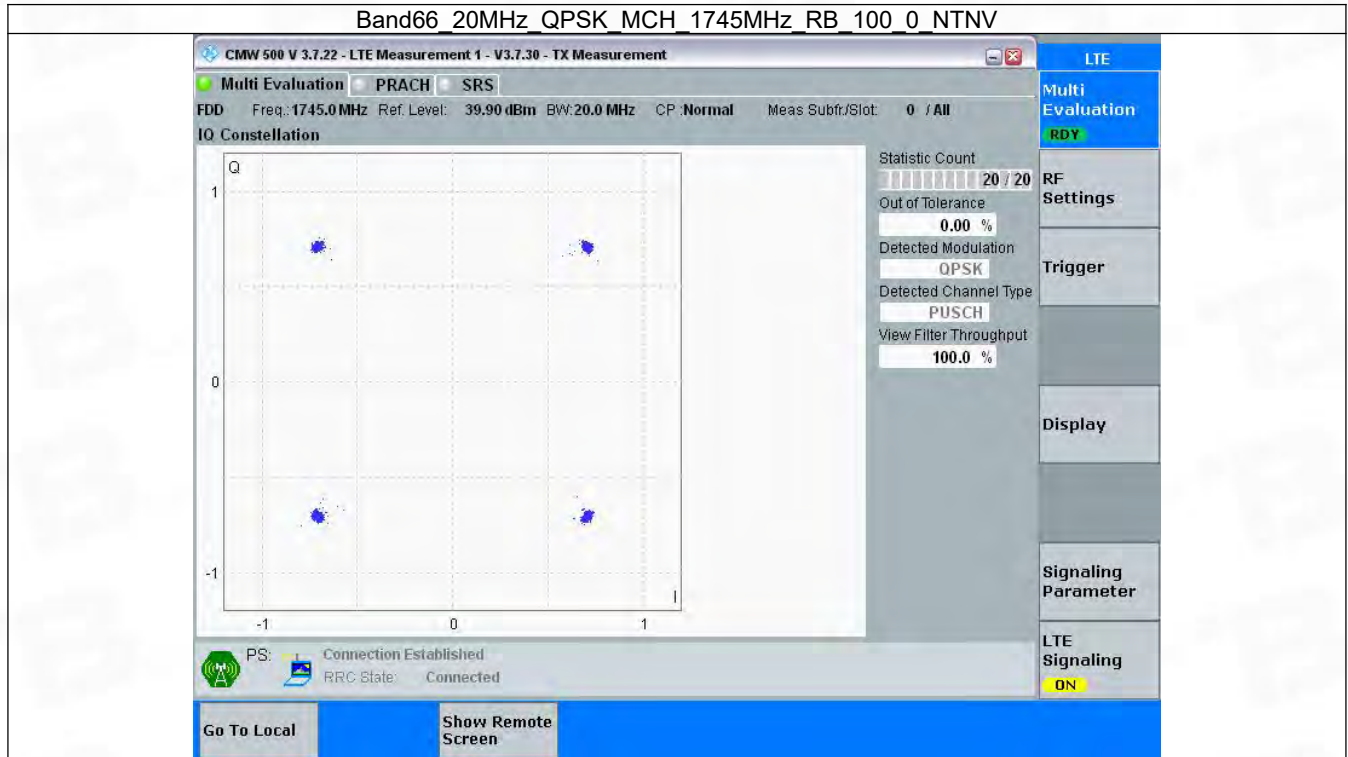 Band66_20MHz_QPSK_MCH_1745MHz_RB_100_0_NTNV
CMW 500 V 3.7.22 - LTE Measurement 1 - V3.7.30 - TX Measurement
LTE
Multi Evaluation PRACH SRS
Multi
Evaluation
RDY
FDD Freq.:1745.0 MHz Ref. Level: 39.90 dBm BW:20.0 MHz CP :Normal Meas Subfr./Slot: 0 / All
IQ Constellation
Q
1
0
-1
I
-1 0 1
Statistic Count
20 / 20
Out of Tolerance
0.00 %
Detected Modulation
QPSK
Detected Channel Type
PUSCH
View Filter Throughput
100.0 %
RF
Settings
Trigger
Display
Signaling
Parameter
LTE
Signaling
ON
PS: Connection Established
RRC State: Connected
Go To Local
Show Remote
Screen